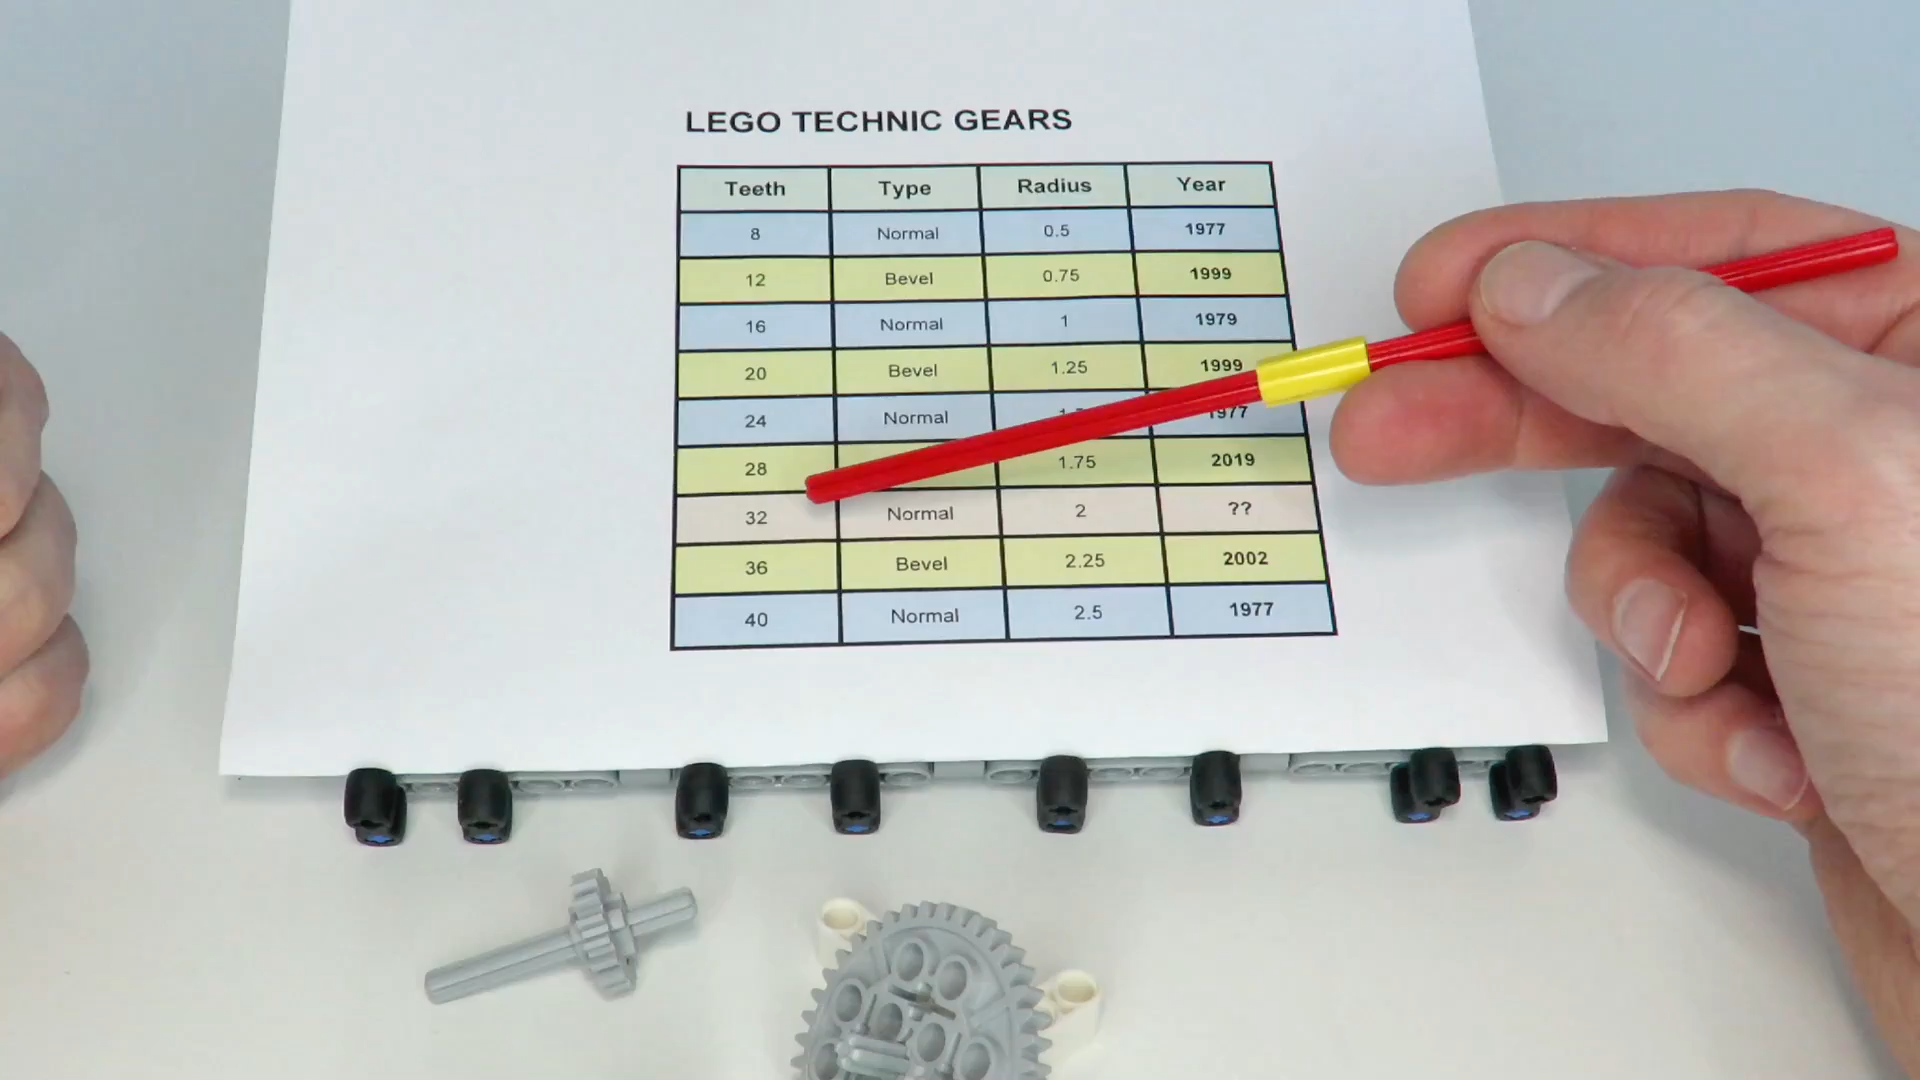 LEGO TECHNIC GEARS
Teeth Type Radius Year
8 Normal 0.5 1977
12 Bevel 0.75 1999
16 Normal 1 1979
20 Bevel 1.25 1999
24 Normal 1977
28 1.75 2019
32 Normal 2 ??
36 Bevel 2.25 2002
40 Normal 2.5 1977